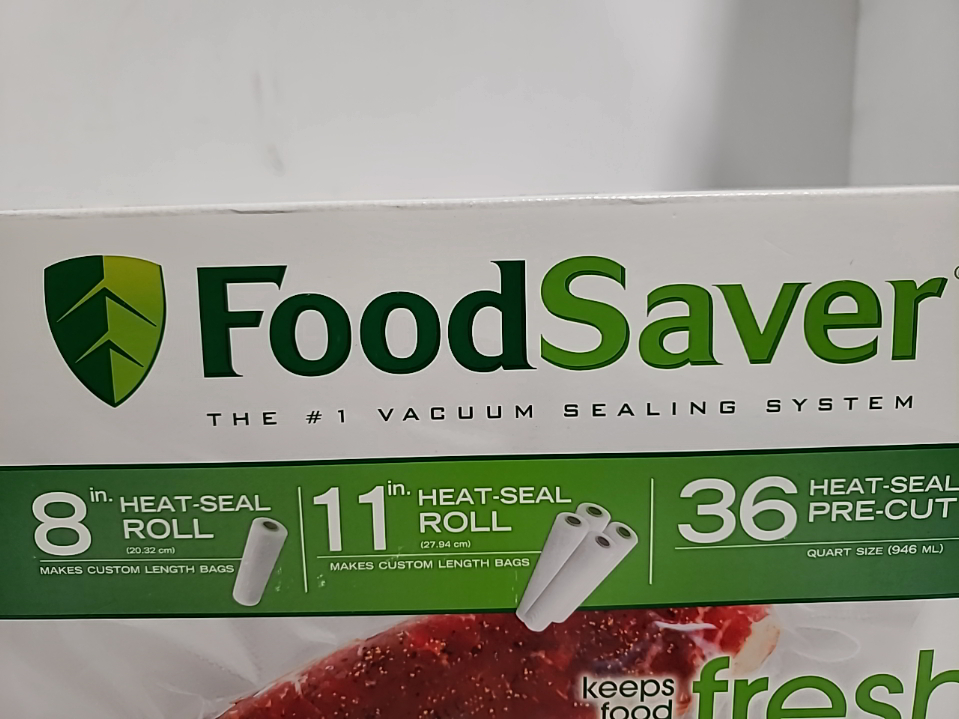 FoodSaver
THE #1 VACUUM SEALING SYSTEM
8 in. HEAT-SEAL
ROLL
(20.32 cm)
MAKES CUSTOM LENGTH BAGS
11 in. HEAT-SEAL
ROLL
(27.94 cm)
MAKES CUSTOM LENGTH BAGS
36 HEAT-SEAL
PRE-CUT
QUART SIZE (946 ML)
keeps
food
fresh